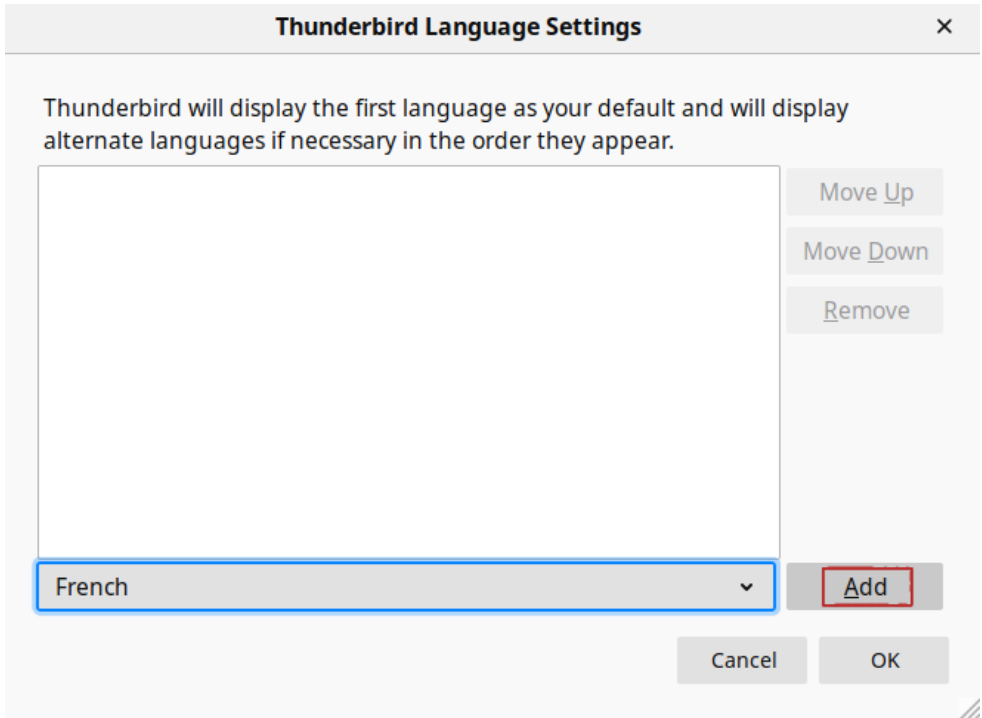 Thunderbird Language Settings
Thunderbird will display the first language as your default and will display
alternate languages if necessary in the order they appear.
Move Up
Move Down
Remove
French
Add
Cancel
OK